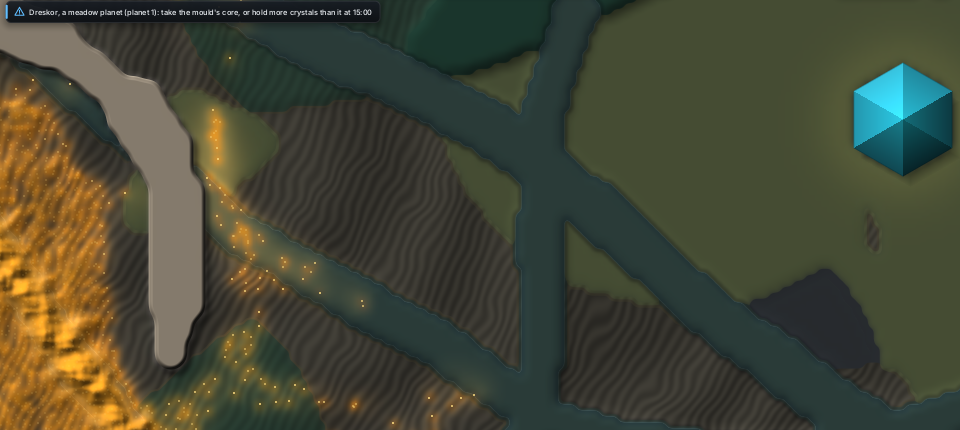 Dreskor, a meadow planet (planet 1): take the mould's core, or hold more crystals than it at 15:00